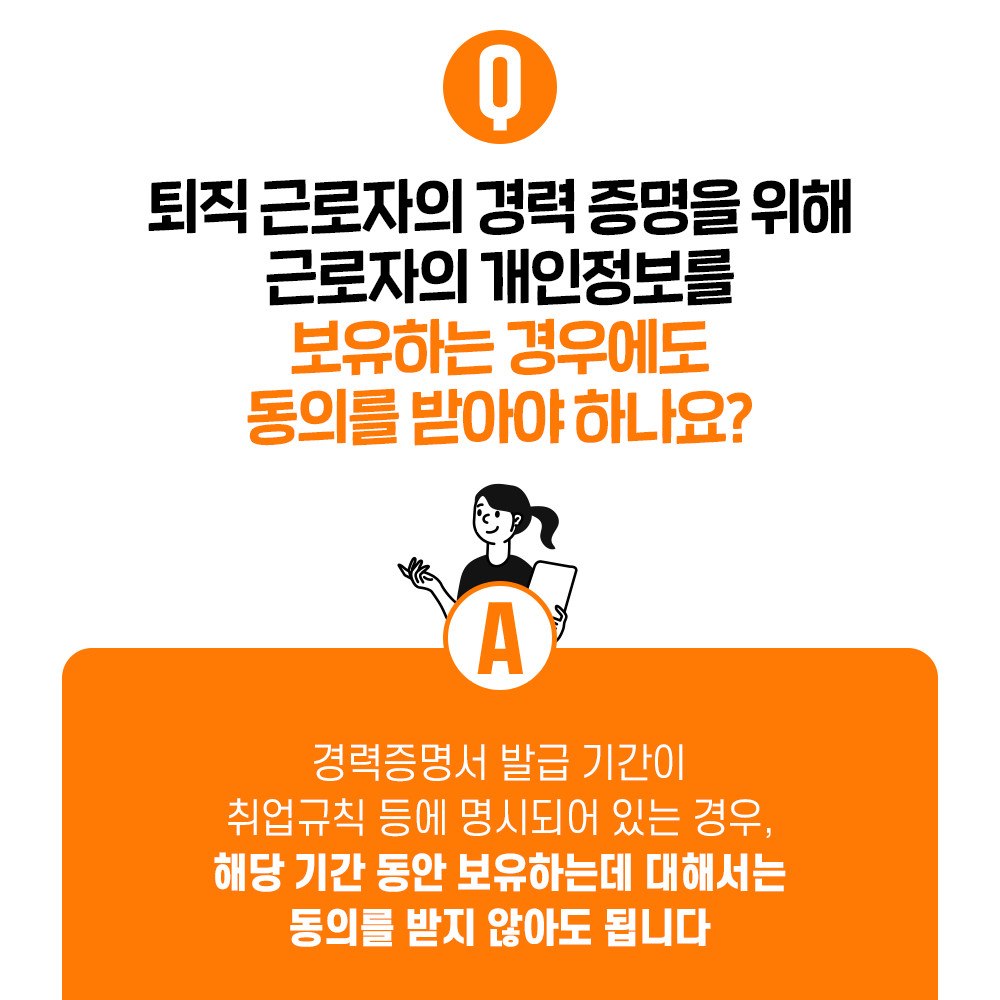 Q
퇴직 근로자의 경력 증명을 위해
근로자의 개인정보를
보유하는 경우에도
동의를 받아야 하나요?
A
경력증명서 발급 기간이
취업규칙 등에 명시되어 있는 경우,
해당 기간 동안 보유하는데 대해서는
동의를 받지 않아도 됩니다